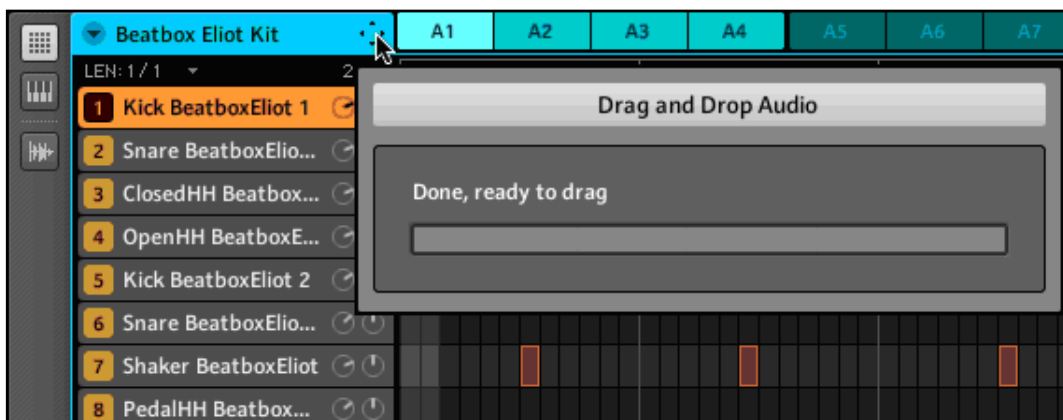 Beatbox Eliot Kit
A1 A2 A3 A4 A5 A6 A7
LEN: 1 / 1 2
Drag and Drop Audio
1 Kick BeatboxEliot 1
2 Snare BeatboxElio...
3 ClosedHH Beatbox...
Done, ready to drag
4 OpenHH BeatboxE...
5 Kick BeatboxEliot 2
6 Snare BeatboxElio...
7 Shaker BeatboxEliot
8 PedalHH Beatbox...